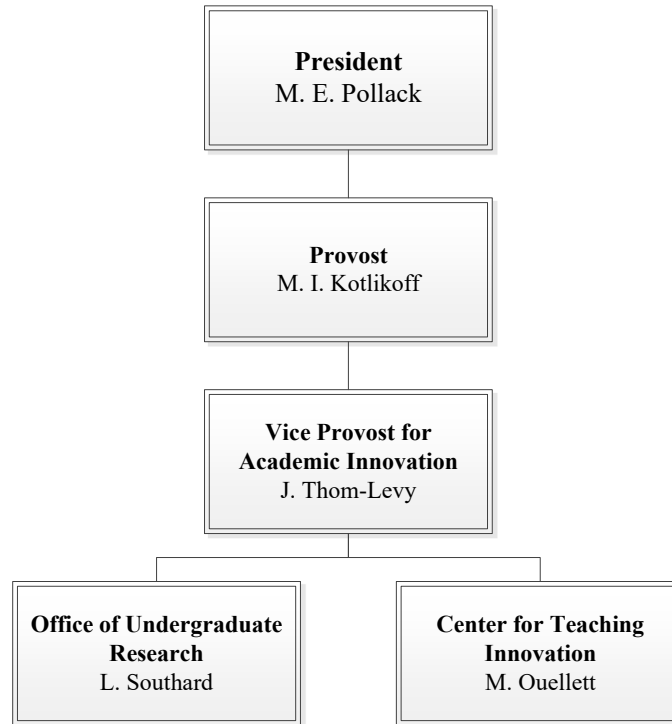 President
M. E. Pollack
Provost
M. I. Kotlikoff
Vice Provost for
Academic Innovation
J. Thom-Levy
Office of Undergraduate
Research
L. Southard
Center for Teaching
Innovation
M. Ouellett